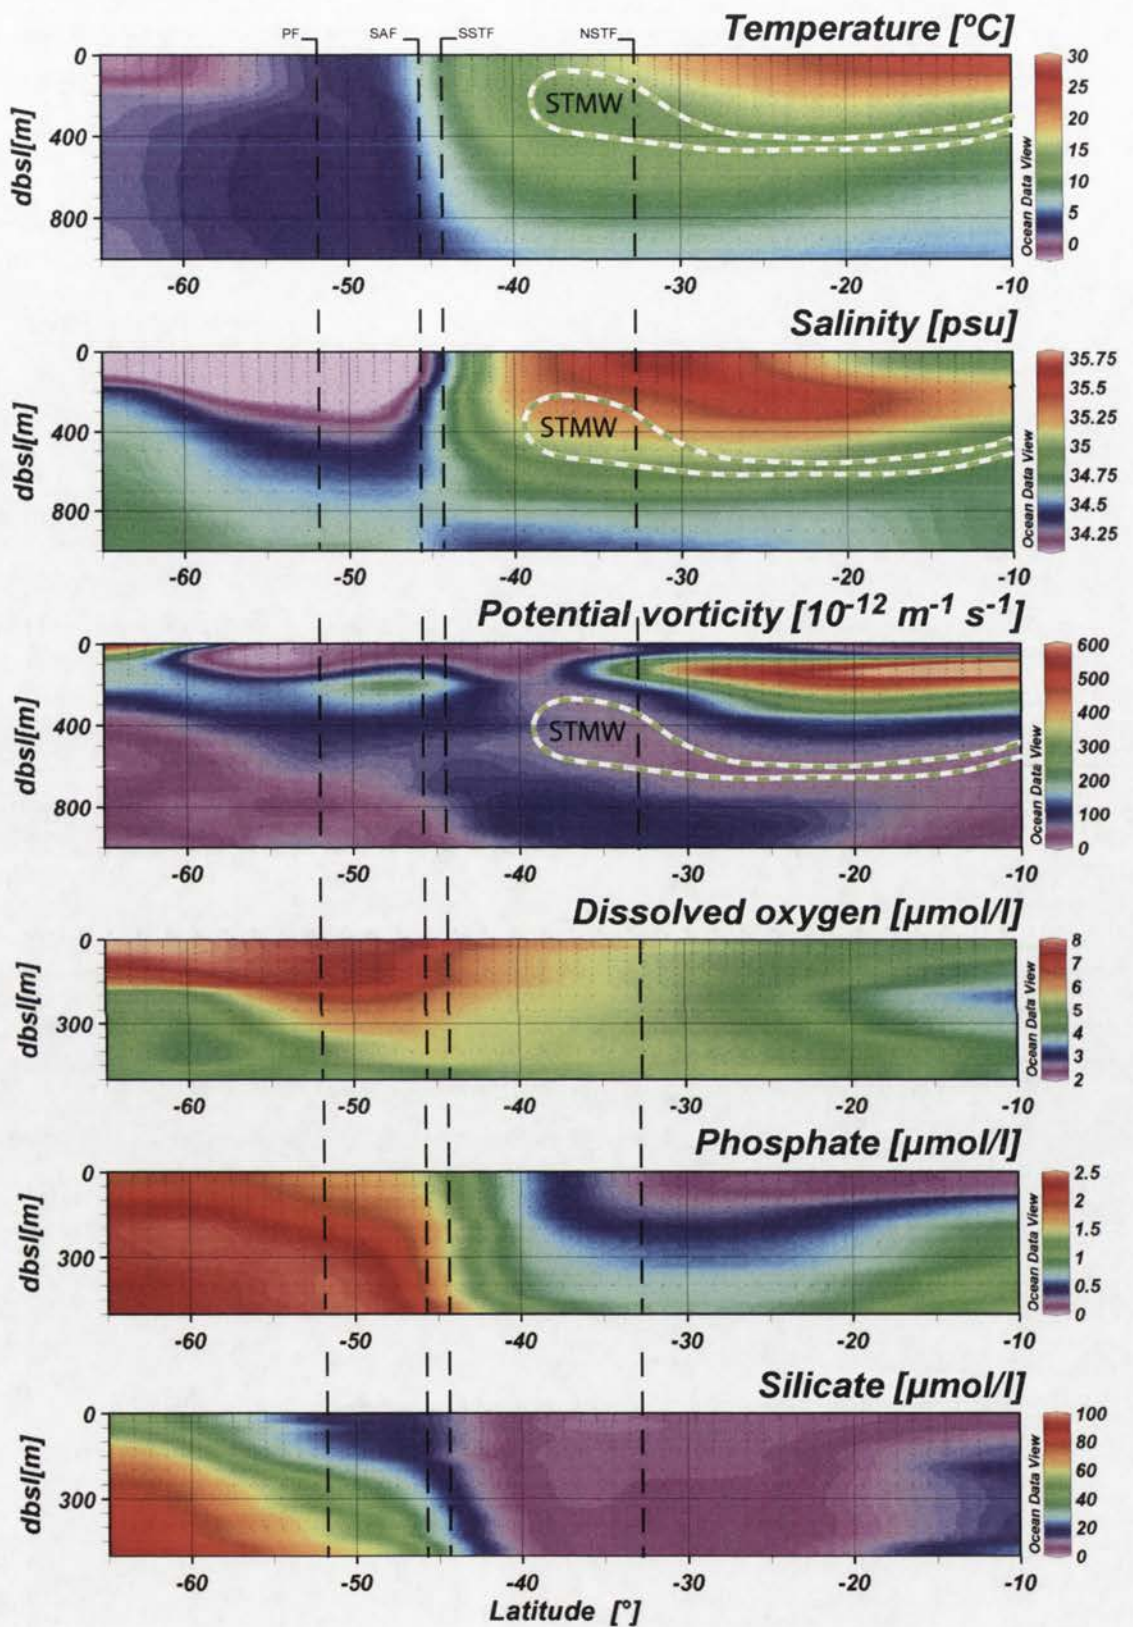 PF SAF SSTF NSTF Temperature [ºC]
dbsl[m] 0 400 800
STMW
-60 -50 -40 -30 -20 -10
Ocean Data View
30
25
20
15
10
5
0
Salinity [psu]
dbsl[m] 0 400 800
STMW
-60 -50 -40 -30 -20 -10
Ocean Data View
35.75
35.5
35.25
35
34.75
34.5
34.25
Potential vorticity [10⁻¹² m⁻¹ s⁻¹]
dbsl[m] 0 400 800
STMW
-60 -50 -40 -30 -20 -10
Ocean Data View
600
500
400
300
200
100
0
Dissolved oxygen [µmol/l]
dbsl[m] 0 300
-60 -50 -40 -30 -20 -10
Ocean Data View
8
7
6
5
4
3
2
Phosphate [µmol/l]
dbsl[m] 0 300
-60 -50 -40 -30 -20 -10
Ocean Data View
2.5
2
1.5
1
0.5
0
Silicate [µmol/l]
dbsl[m] 0 300
-60 -50 -40 -30 -20 -10
Ocean Data View
100
80
60
40
20
0
Latitude [°]